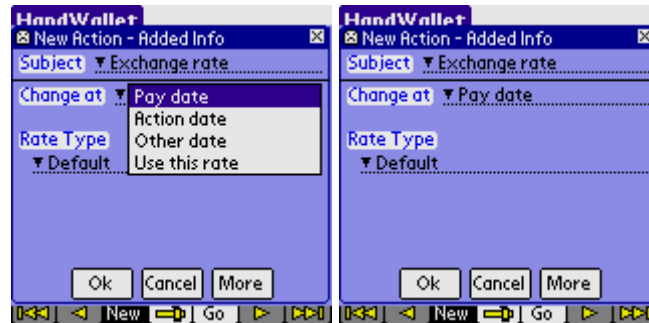 HandWallet
New Action - Added Info
Subject Exchange rate
Change at Pay date
Action date
Other date
Use this rate
Rate Type
Default
Ok Cancel More
New Go
HandWallet
New Action - Added Info
Subject Exchange rate
Change at Pay date
Rate Type
Default
Ok Cancel More
New Go